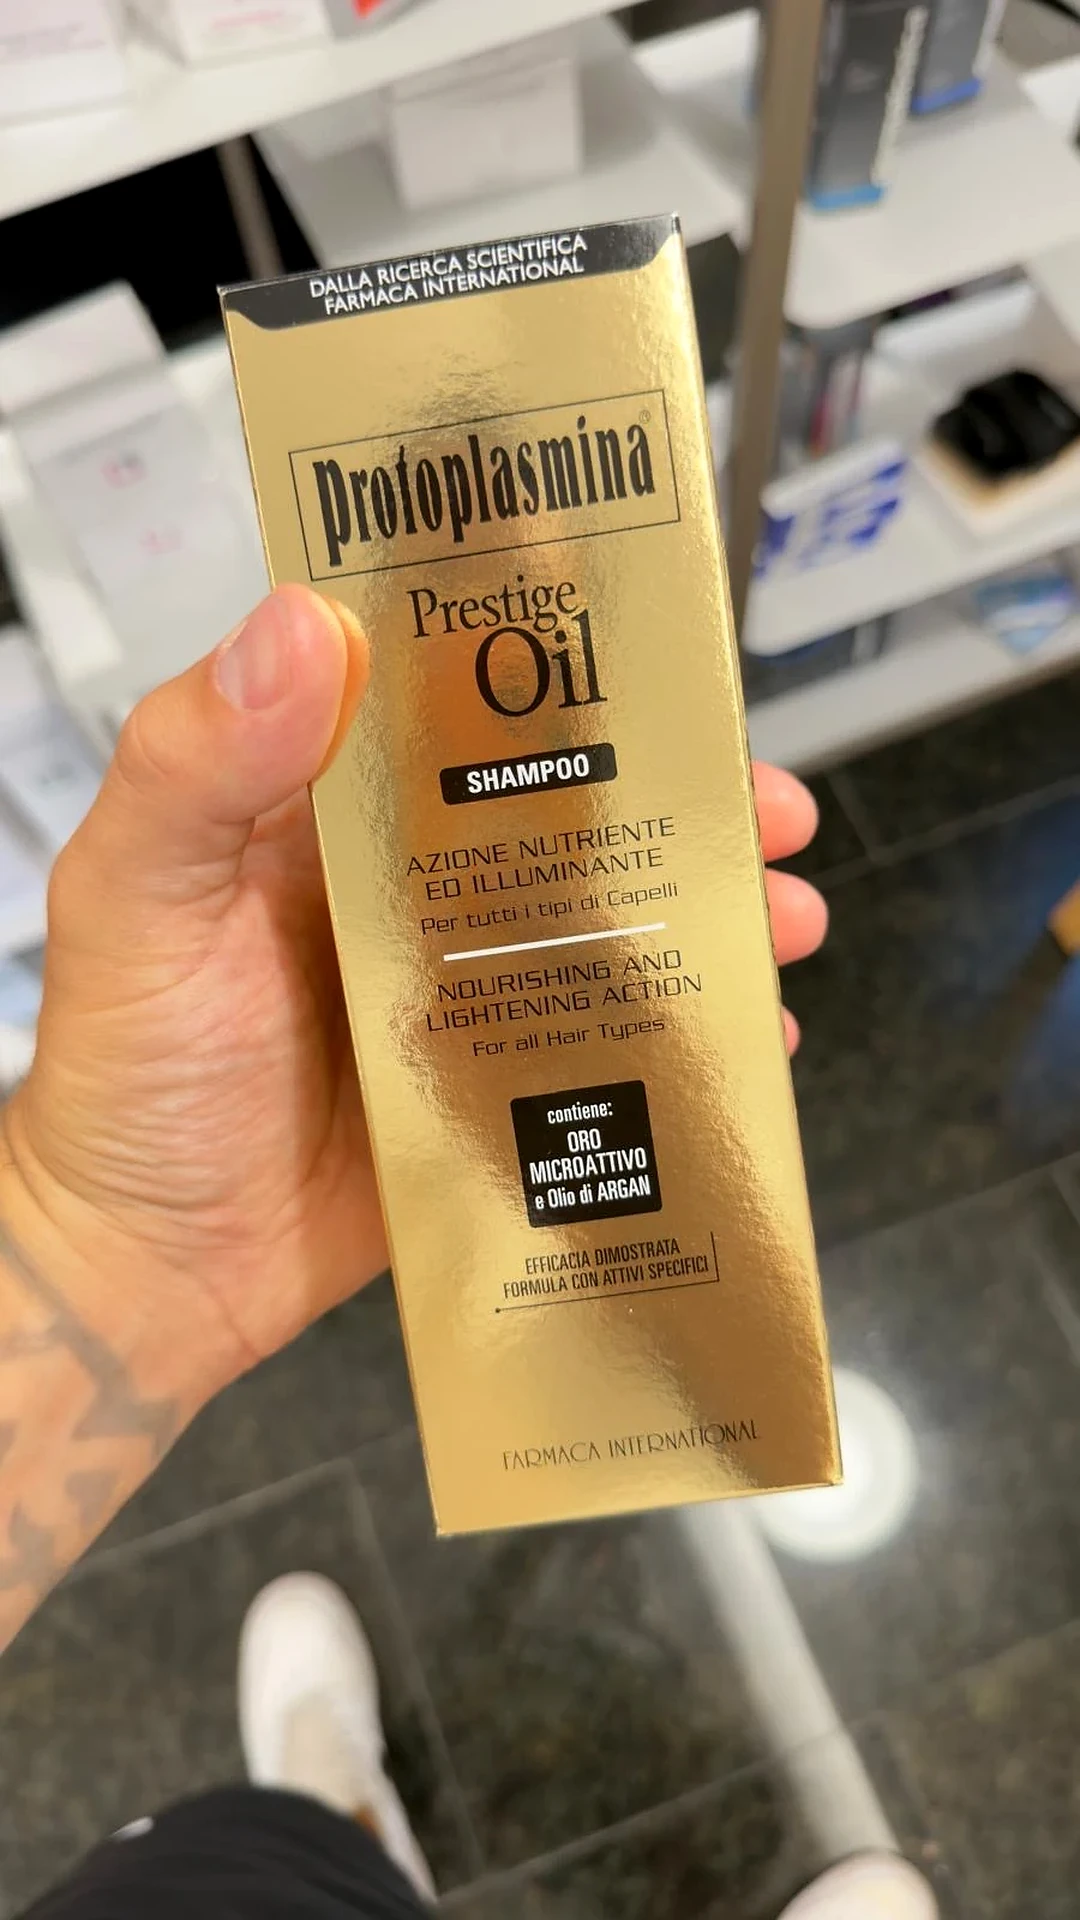 DALLA RICERCA SCIENTIFICA
FARMACA INTERNATIONAL
protoplasmina®
Prestige
Oil
SHAMPOO
AZIONE NUTRIENTE
ED ILLUMINANTE
Per tutti i tipi di Capelli
NOURISHING AND
LIGHTENING ACTION
For all Hair Types
contiene:
ORO
MICROATTIVO
e Olio di ARGAN
EFFICACIA DIMOSTRATA
FORMULA CON ATTIVI SPECIFICI
FARMACA INTERNATIONAL